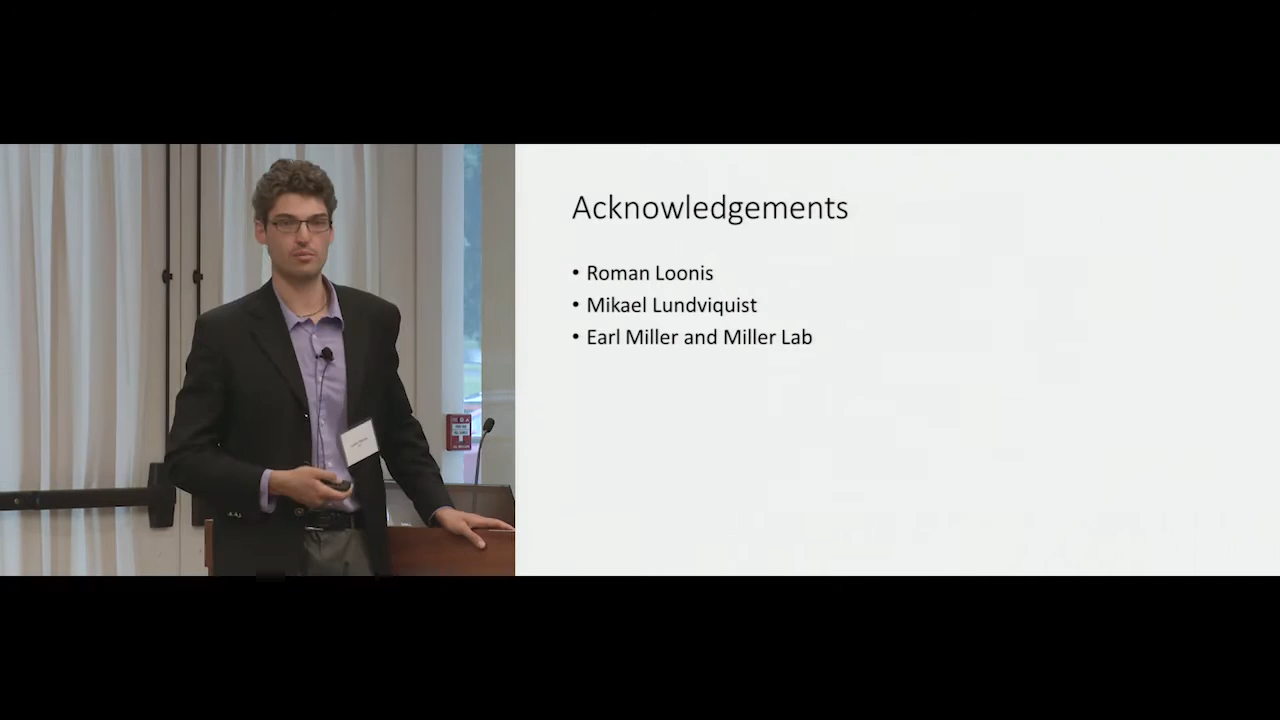 Acknowledgements
• Roman Loonis
• Mikael Lundviquist
• Earl Miller and Miller Lab